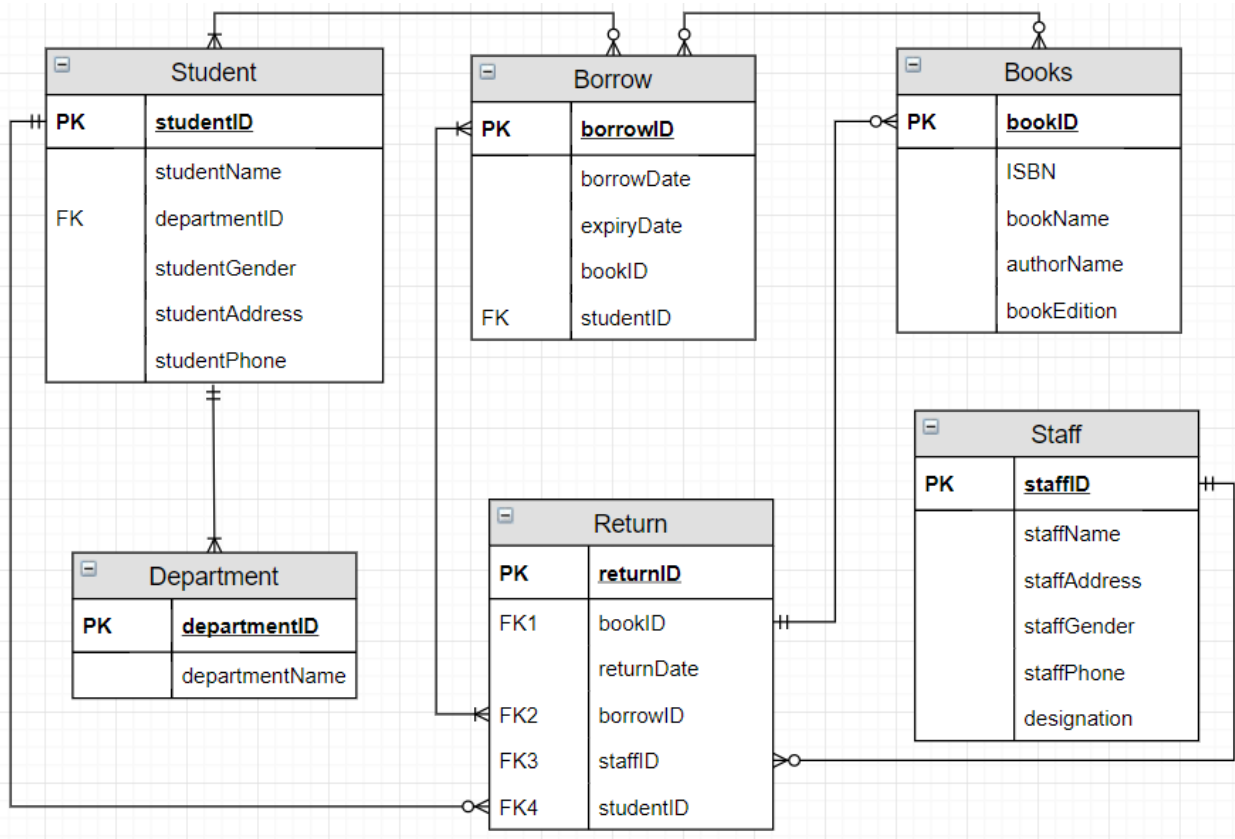 Student
PK studentID
studentName
FK departmentID
studentGender
studentAddress
studentPhone
Borrow
PK borrowID
borrowDate
expiryDate
bookID
FK studentID
Books
PK bookID
ISBN
bookName
authorName
bookEdition
Staff
PK staffID
staffName
staffAddress
staffGender
staffPhone
designation
Return
PK returnID
FK1 bookID
returnDate
FK2 borrowID
FK3 staffID
FK4 studentID
Department
PK departmentID
departmentName